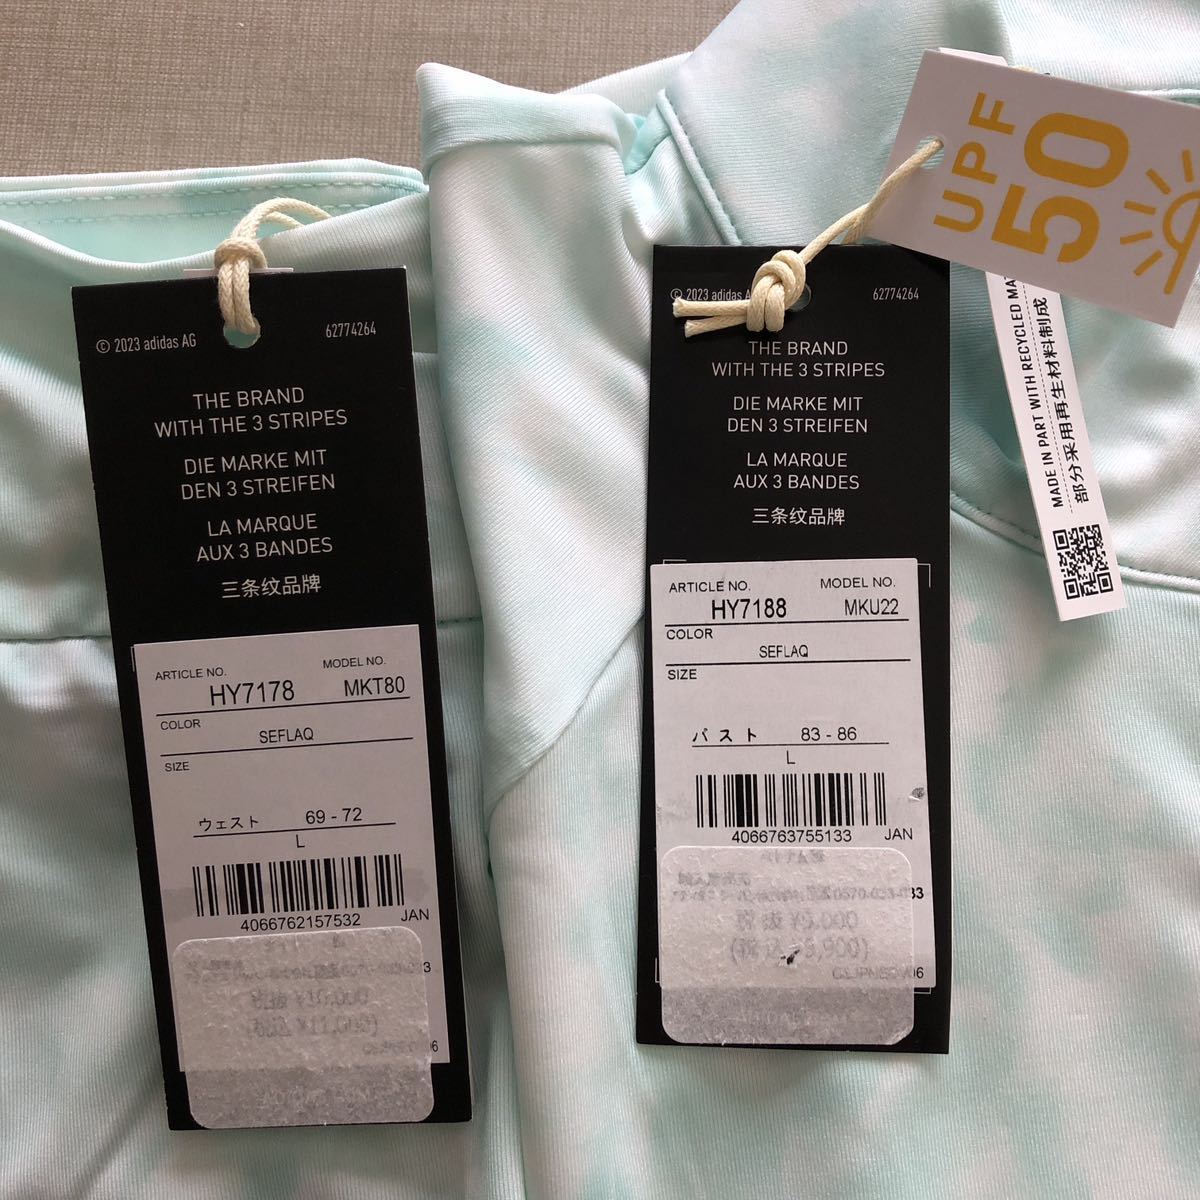 © 2023 adidas AG
62774264
THE BRAND
WITH THE 3 STRIPES
DIE MARKE MIT
DEN 3 STREIFEN
LA MARQUE
AUX 3 BANDES
三条纹品牌
ARTICLE NO.
MODEL NO.
HY7178
MKT80
COLOR
SEFLAQ
SIZE
ウェスト 69 - 72
L
4066762157532
JAN
© 2023 adidas
62774264
THE BRAND
WITH THE 3 STRIPES
DIE MARKE MIT
DEN 3 STREIFEN
LA MARQUE
AUX 3 BANDES
三条纹品牌
ARTICLE NO.
MODEL NO.
HY7188
MKU22
COLOR
SEFLAQ
SIZE
バスト 83 - 86
L
4066763755133
JAN
UPF
50
MADE IN PART WITH RECYCLED
部分采用再生材料制成